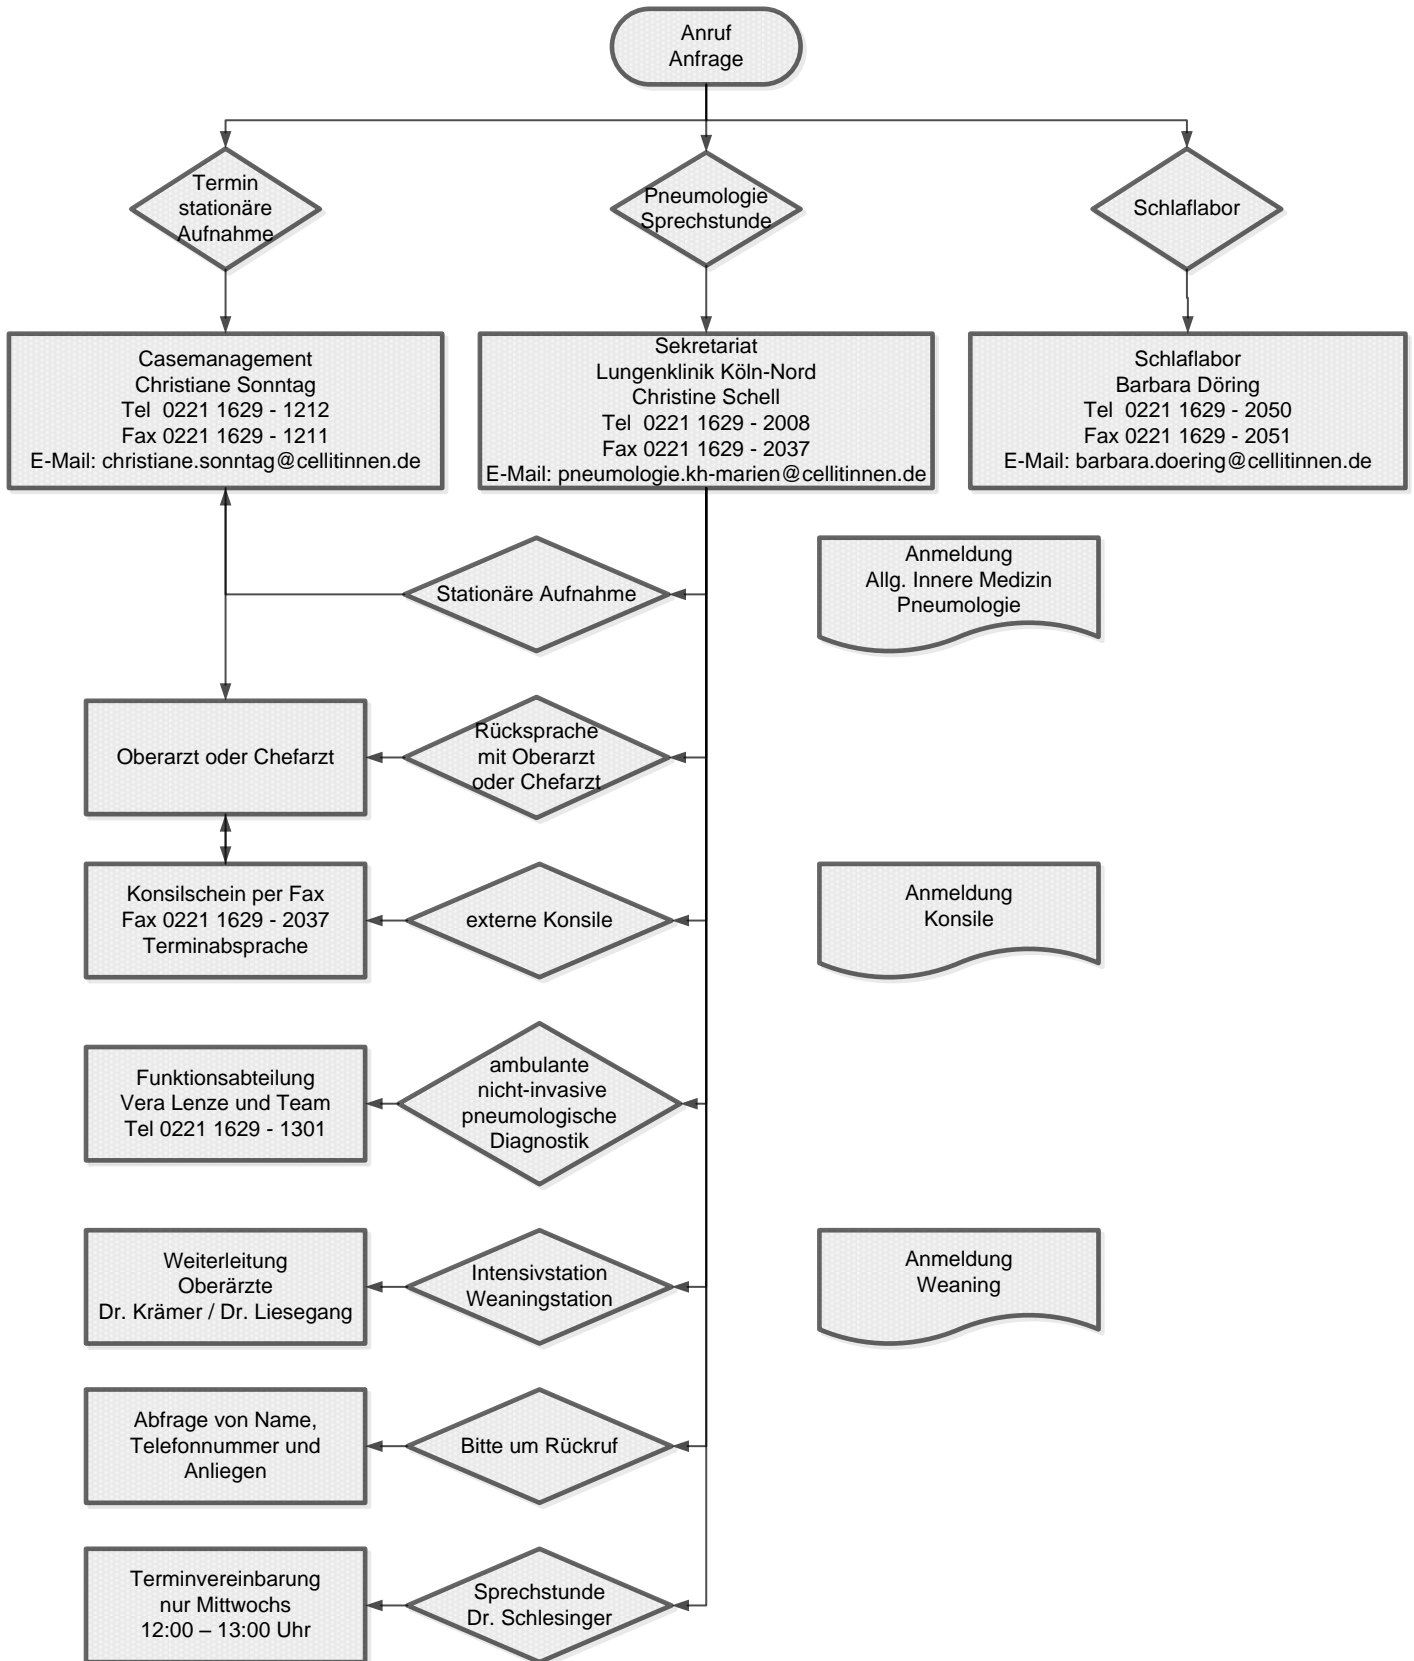 Anruf
Anfrage
Termin
stationäre
Aufnahme
Pneumologie
Sprechstunde
Schlaflabor
Casemanagement
Christiane Sonntag
Tel  0221 1629 - 1212
Fax 0221 1629 - 1211
E-Mail: christiane.sonntag@cellitinnen.de
Sekretariat
Lungenklinik Köln-Nord
Christine Schell
Tel  0221 1629 - 2008
Fax 0221 1629 - 2037
E-Mail: pneumologie.kh-marien@cellitinnen.de
Schlaflabor
Barbara Döring
Tel  0221 1629 - 2050
Fax 0221 1629 - 2051
E-Mail: barbara.doering@cellitinnen.de
Stationäre Aufnahme
Anmeldung
Allg. Innere Medizin
Pneumologie
Oberarzt oder Chefarzt
Rücksprache
mit Oberarzt
oder Chefarzt
Konsilschein per Fax
Fax 0221 1629 - 2037
Terminabsprache
externe Konsile
Anmeldung
Konsile
Funktionsabteilung
Vera Lenze und Team
Tel 0221 1629 - 1301
ambulante
nicht-invasive
pneumologische
Diagnostik
Weiterleitung
Oberärzte
Dr. Krämer / Dr. Liesegang
Intensivstation
Weaningstation
Anmeldung
Weaning
Abfrage von Name,
Telefonnummer und
Anliegen
Bitte um Rückruf
Terminvereinbarung
nur Mittwochs
12:00 – 13:00 Uhr
Sprechstunde
Dr. Schlesinger